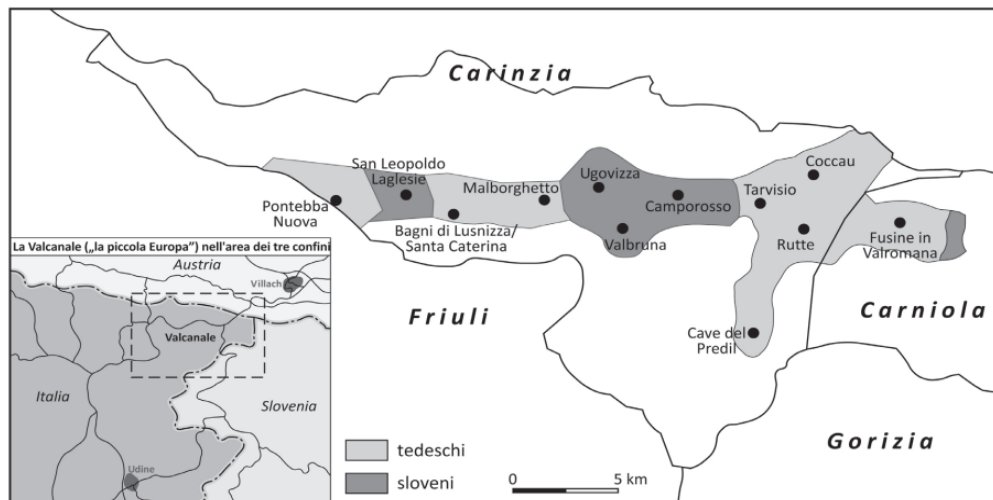 Carinzia
Coccau
San Leopoldo
Laglesie
Ugovizza
Malborghetto
Tarvisio
Pontebba
Nuova
Camporosso
Bagni di Lusnizza/
Santa Caterina
Valbruna
Rutte
Fusine in
Valromana
La Valcanale („la piccola Europa") nell'area dei tre confini
Austria
Villach
Valcanale
Italia
Slovenia
Udine
Friuli
Carniola
Cave del
Predil
Gorizia
tedeschi
sloveni
0 5 km